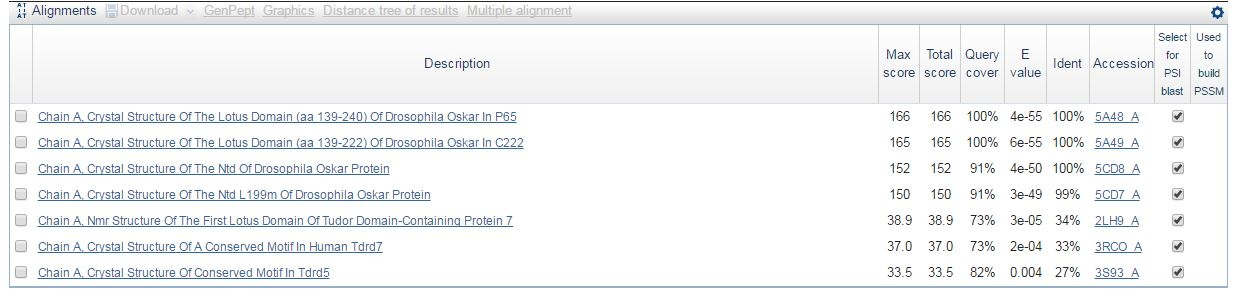 AT AT Alignments Download GenPept Graphics Distance tree of results Multiple alignment
Description Max score Total score Query cover E value Ident Accession Select for PSI blast Used to build PSSM
Chain A, Crystal Structure Of The Lotus Domain (aa 139-240) Of Drosophila Oskar In P65 166 166 100% 4e-55 100% 5A48_A
Chain A, Crystal Structure Of The Lotus Domain (aa 139-222) Of Drosophila Oskar In C222 165 165 100% 6e-55 100% 5A49_A
Chain A, Crystal Structure Of The Ntd Of Drosophila Oskar Protein 152 152 91% 4e-50 100% 5CD8_A
Chain A, Crystal Structure Of The Ntd L199m Of Drosophila Oskar Protein 150 150 91% 3e-49 99% 5CD7_A
Chain A, Nmr Structure Of The First Lotus Domain Of Tudor Domain-Containing Protein 7 38.9 38.9 73% 3e-05 34% 2LH9_A
Chain A, Crystal Structure Of A Conserved Motif In Human Tdrd7 37.0 37.0 73% 2e-04 33% 3RCO_A
Chain A, Crystal Structure Of Conserved Motif In Tdrd5 33.5 33.5 82% 0.004 27% 3S93_A